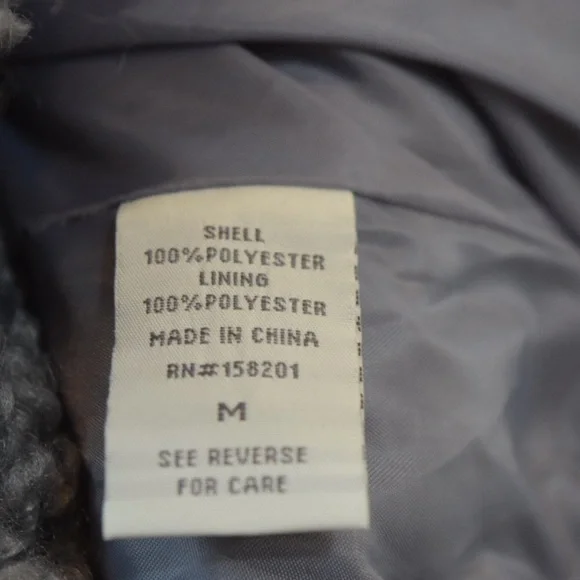 SHELL
100%POLYESTER
LINING
100%POLYESTER
MADE IN CHINA
RN#158201
M
SEE REVERSE
FOR CARE